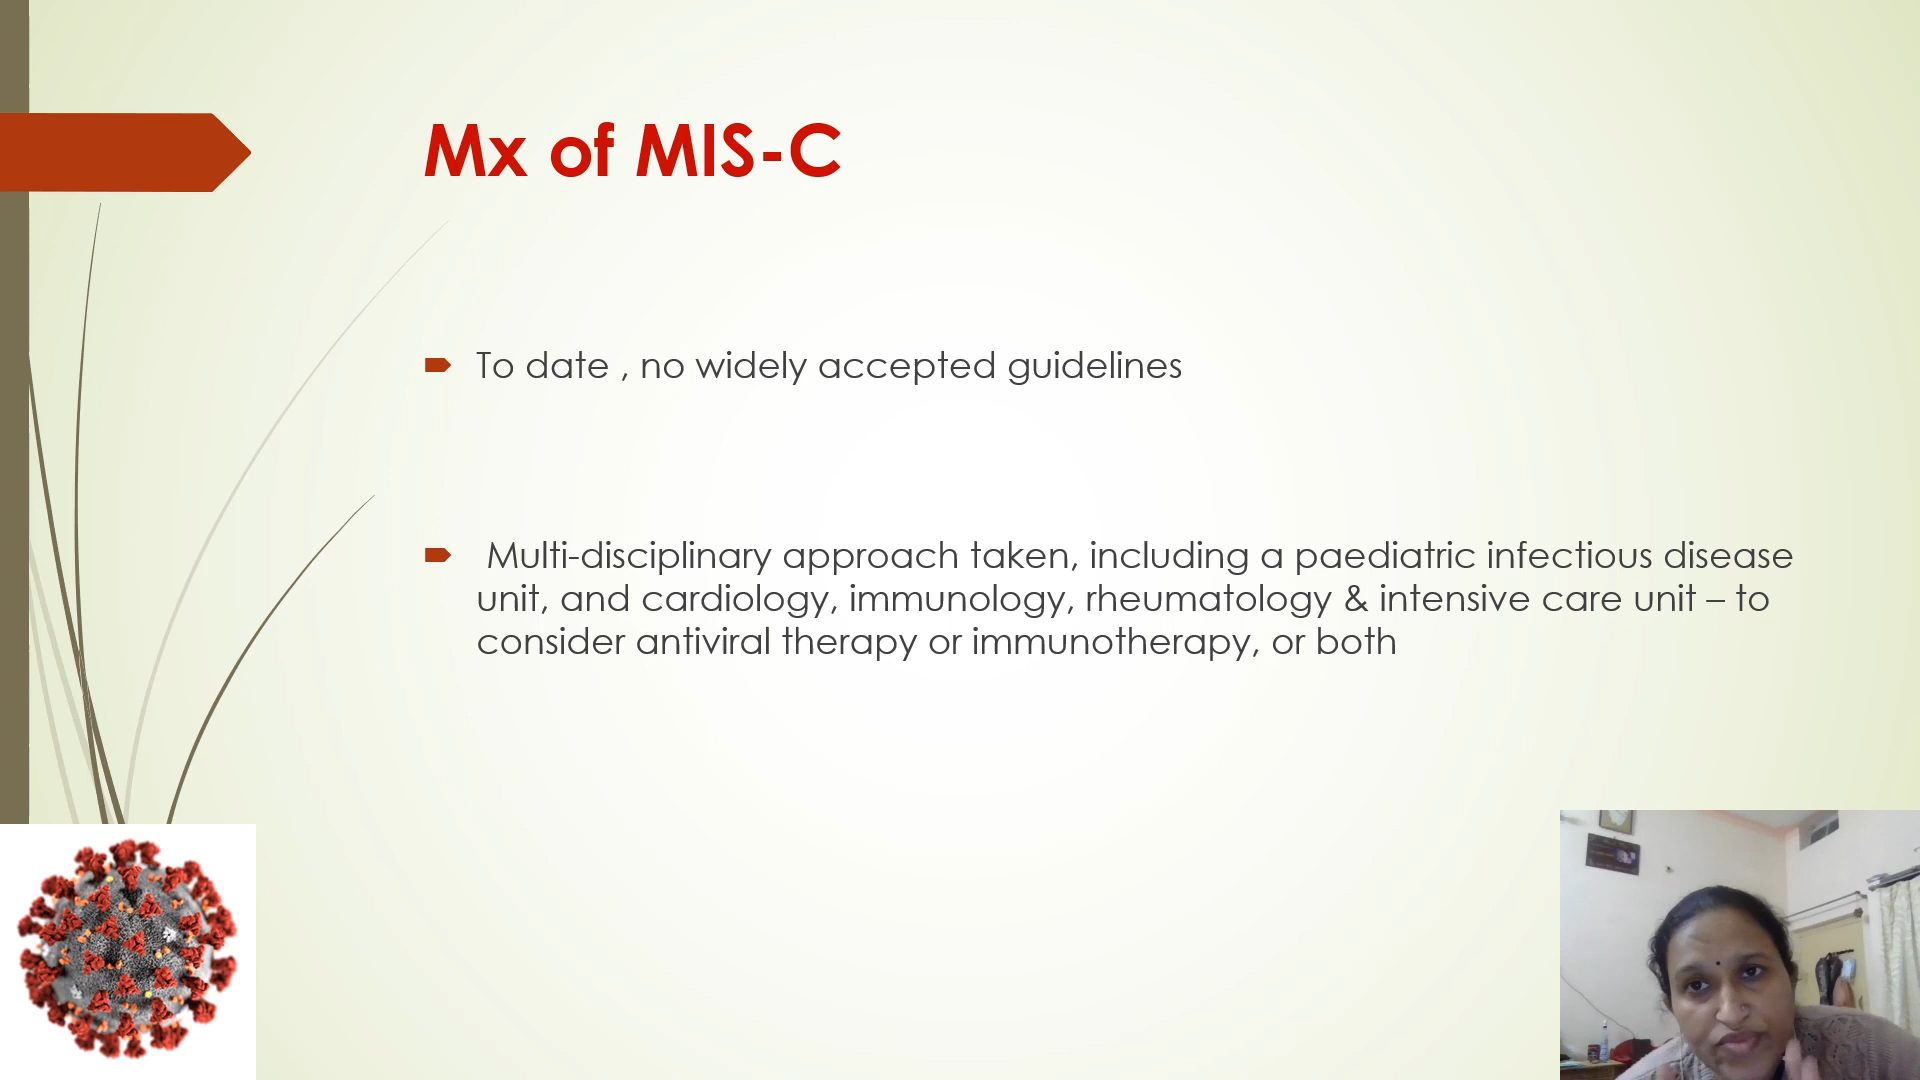 Mx of MIS-C
To date , no widely accepted guidelines
Multi-disciplinary approach taken, including a paediatric infectious disease
unit, and cardiology, immunology, rheumatology & intensive care unit – to
consider antiviral therapy or immunotherapy, or both